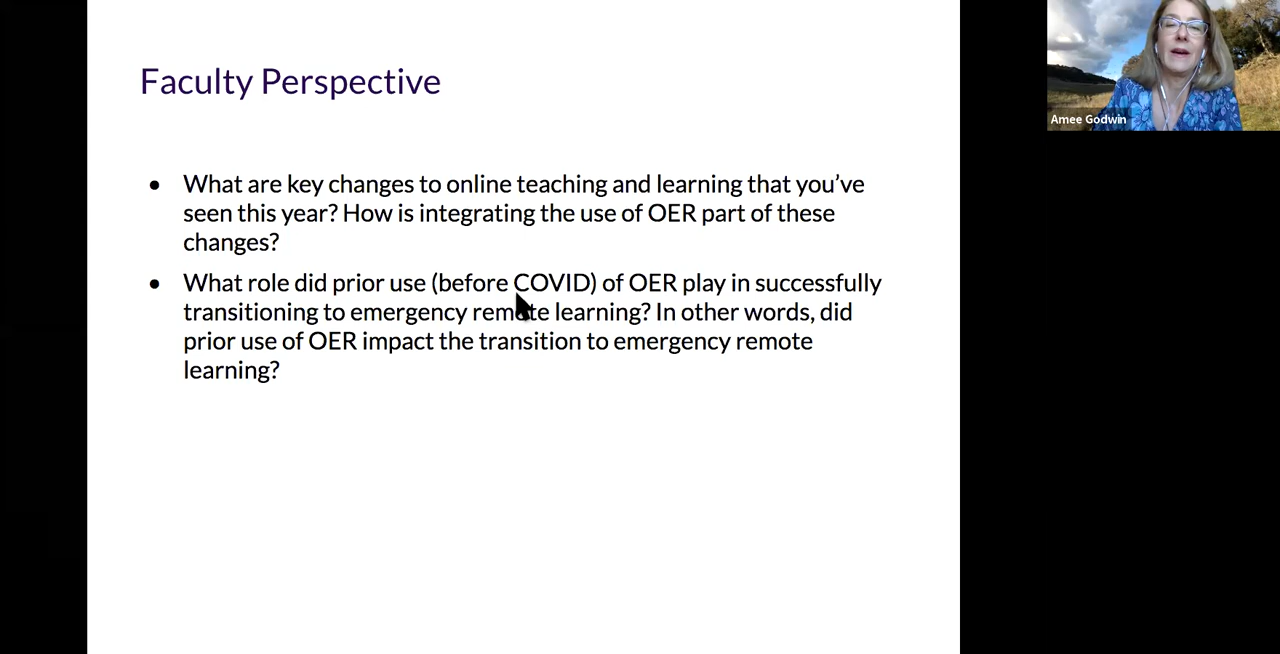 Faculty Perspective
• What are key changes to online teaching and learning that you’ve
seen this year? How is integrating the use of OER part of these
changes?
• What role did prior use (before COVID) of OER play in successfully
transitioning to emergency remote learning? In other words, did
prior use of OER impact the transition to emergency remote
learning?
Amee Godwin